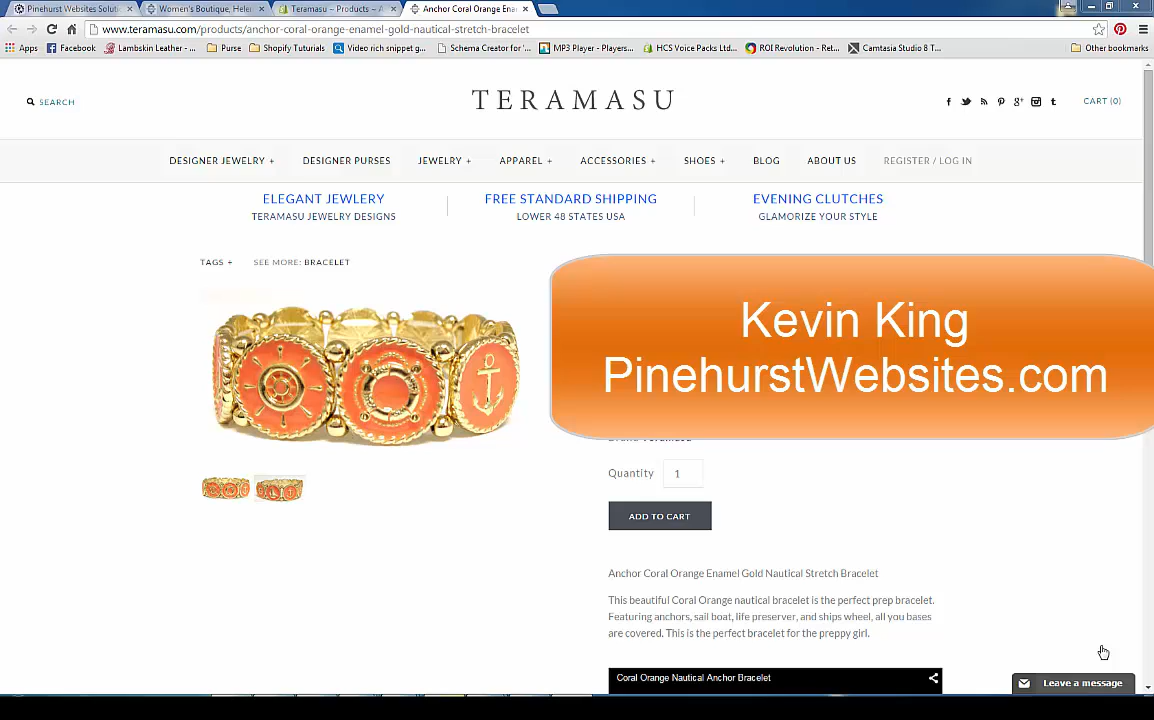 Pinehurst Websites Soluti
Women's Boutique, Heler
Teramasu ~ Products ~ A
Anchor Coral Orange Ena
www.teramasu.com/products/anchor-coral-orange-enamel-gold-nautical-stretch-bracelet
Apps
Facebook
Lambskin Leather - ...
Purse
Shopify Tutorials
Video rich snippet g...
Schema Creator for '...
MP3 Player - Players...
HCS Voice Packs Ltd...
ROI Revolution - Ret...
Camtasia Studio 8 T...
Other bookmarks
SEARCH
TERAMASU
CART (0)
DESIGNER JEWELRY +
DESIGNER PURSES
JEWELRY +
APPAREL +
ACCESSORIES +
SHOES +
BLOG
ABOUT US
REGISTER / LOG IN
ELEGANT JEWLERY
TERAMASU JEWELRY DESIGNS
FREE STANDARD SHIPPING
LOWER 48 STATES USA
EVENING CLUTCHES
GLAMORIZE YOUR STYLE
TAGS +
SEE MORE: BRACELET
Kevin King
PinehurstWebsites.com
Quantity 1
ADD TO CART
Anchor Coral Orange Enamel Gold Nautical Stretch Bracelet
This beautiful Coral Orange nautical bracelet is the perfect prep bracelet.
Featuring anchors, sail boat, life preserver, and ships wheel, all you bases
are covered. This is the perfect bracelet for the preppy girl.
Coral Orange Nautical Anchor Bracelet
Leave a message